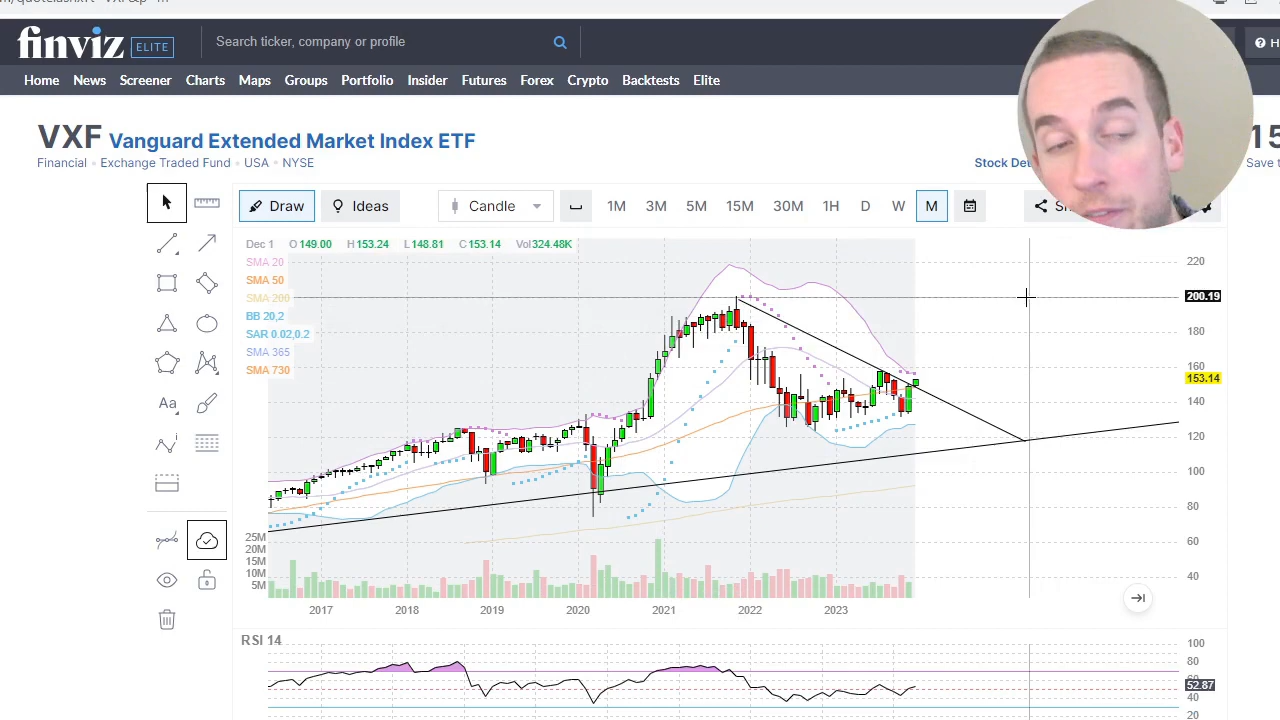 finviz ELITE
Search ticker, company or profile
Home News Screener Charts Maps Groups Portfolio Insider Futures Forex Crypto Backtests Elite
VXF Vanguard Extended Market Index ETF
Financial • Exchange Traded Fund • USA • NYSE
Stock
Save
Draw Ideas Candle 1M 3M 5M 15M 30M 1H D W M
Dec 1 O 149.00 H 153.24 L 148.81 C 153.14 Vol 324.48K
SMA 20
SMA 50
SMA 200
BB 20,2
SAR 0.02,0.2
SMA 365
SMA 730
220
200.19
180
160
153.14
140
120
100
80
60
40
Aa
25M
20M
15M
10M
5M
2017 2018 2019 2020 2021 2022 2023
RSI 14
100
80
60
52.87
40
20